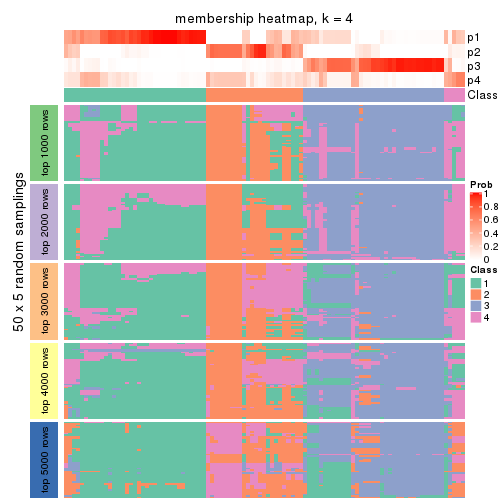 membership heatmap, k = 4
p1
p2
p3
p4
Class
50 x 5 random samplings
top 1000 rows
top 2000 rows
top 3000 rows
top 4000 rows
top 5000 rows
Prob
1
0.8
0.6
0.4
0.2
0
Class
1
2
3
4